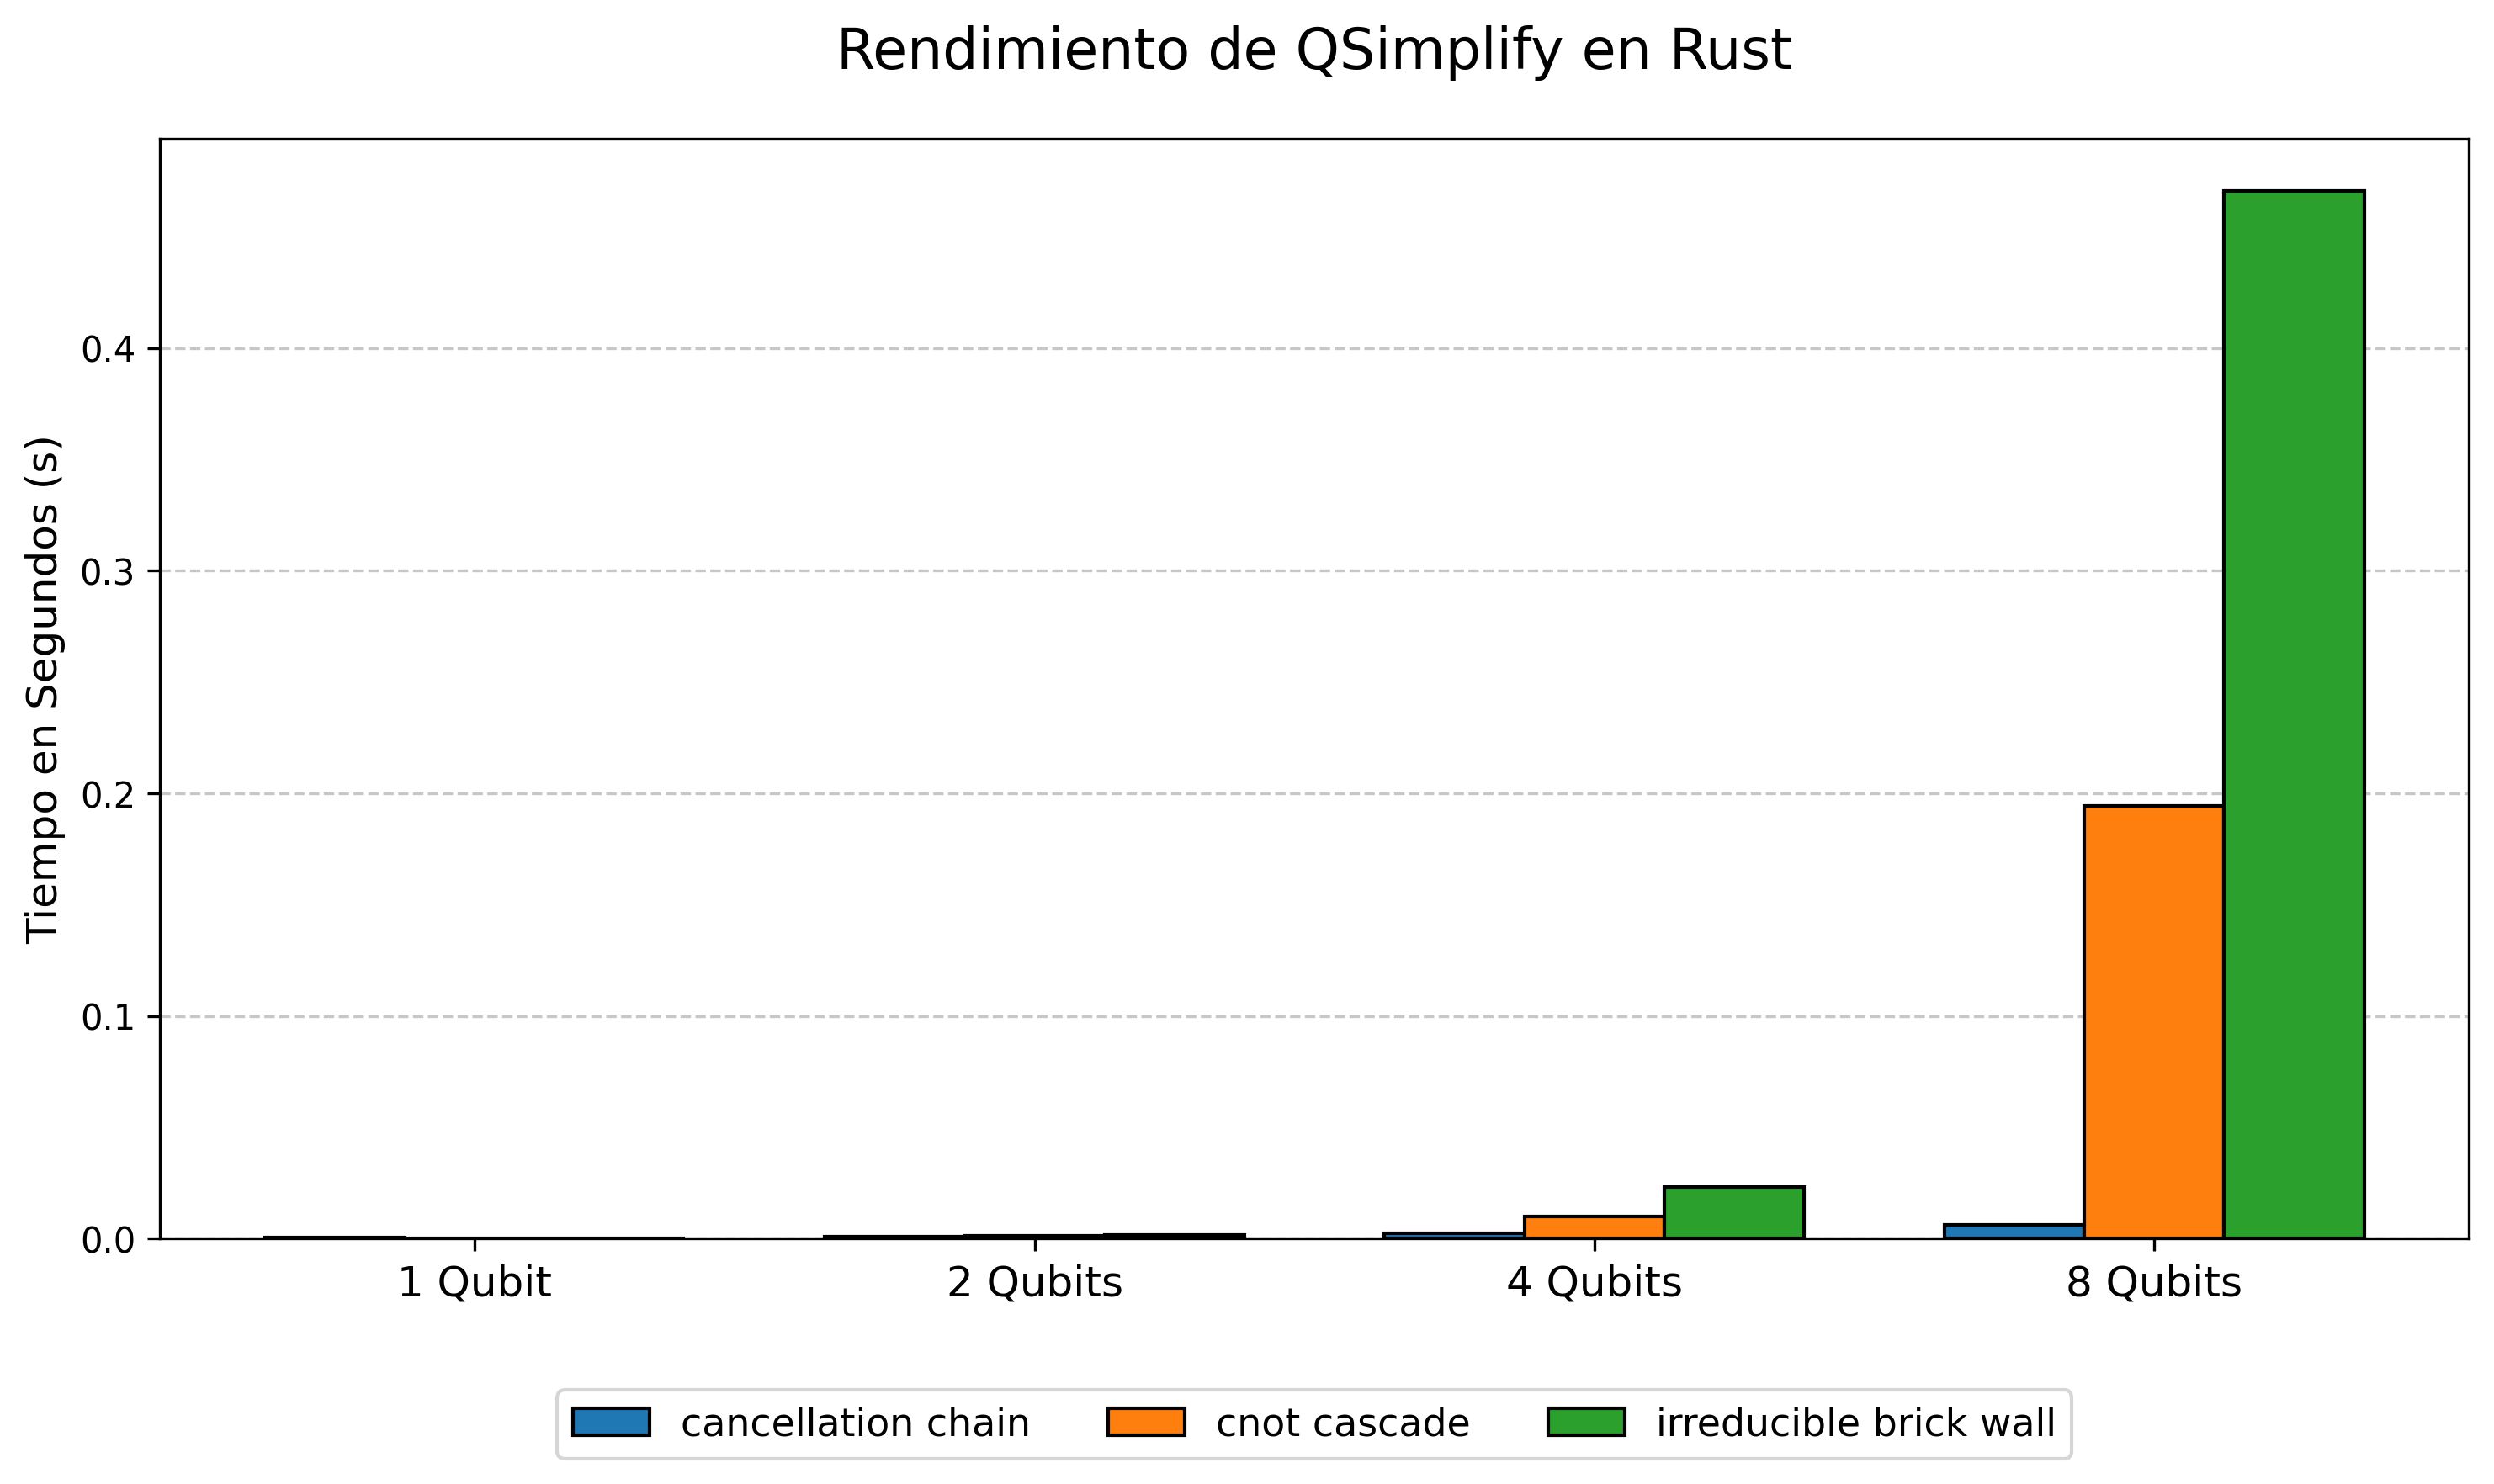 Rendimiento de QSimplify en Rust
Tiempo en Segundos (s)
0.4
0.3
0.2
0.1
0.0
1 Qubit
2 Qubits
4 Qubits
8 Qubits
cancellation chain
cnot cascade
irreducible brick wall